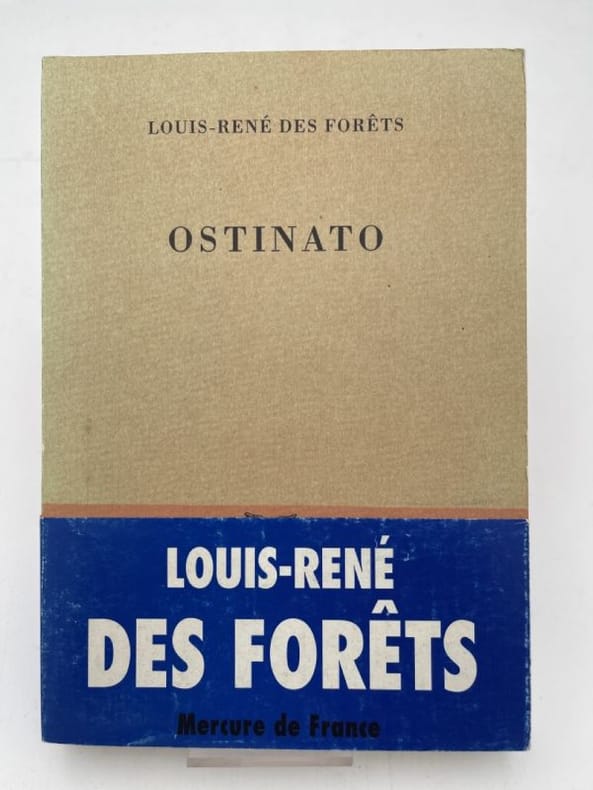 LOUIS-RENÉ DES FORÊTS
OSTINATO
LOUIS-RENÉ
DES FORÊTS
Mercure de France